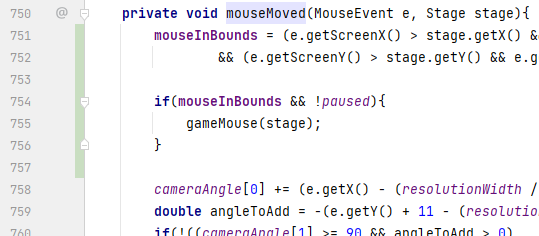 750 @ private void mouseMoved(MouseEvent e, Stage stage){
751 mouseInBounds = (e.getScreenX() > stage.getX() &
752 && (e.getScreenY() > stage.getY() && e.g
753
754 if(mouseInBounds && !paused){
755 gameMouse(stage);
756 }
757
758 cameraAngle[0] += (e.getX() - (resolutionWidth /
759 double angleToAdd = -(e.getY() + 11 - (resolution
760 if(!((cameraAngle[1] >= 90 && angleToAdd > 0)